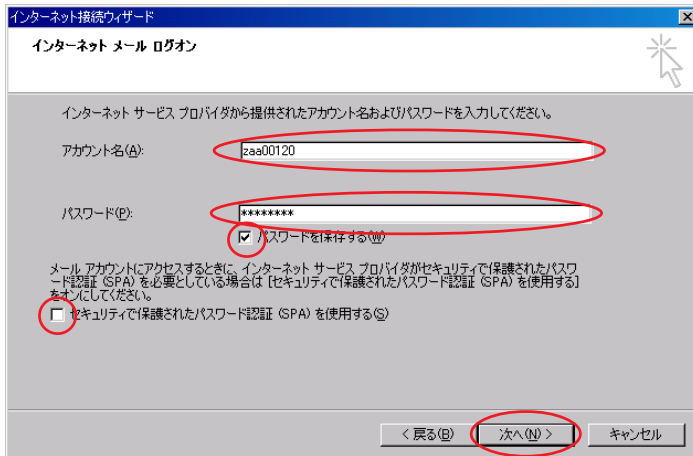 インターネット接続ウィザード
インターネット メール ログオン
インターネット サービス プロバイダから提供されたアカウント名およびパスワードを入力してください。
アカウント名(A): zaa00120
パスワード(P): ********
パスワードを保存する(W)
メール アカウントにアクセスするときに、インターネット サービス プロバイダがセキュリティで保護されたパスワ
ード認証 (SPA) を必要としている場合は [セキュリティで保護されたパスワード認証 (SPA) を使用する]
をオンにしてください。
セキュリティで保護されたパスワード認証 (SPA) を使用する(S)
< 戻る(B) 次へ(N) > キャンセル